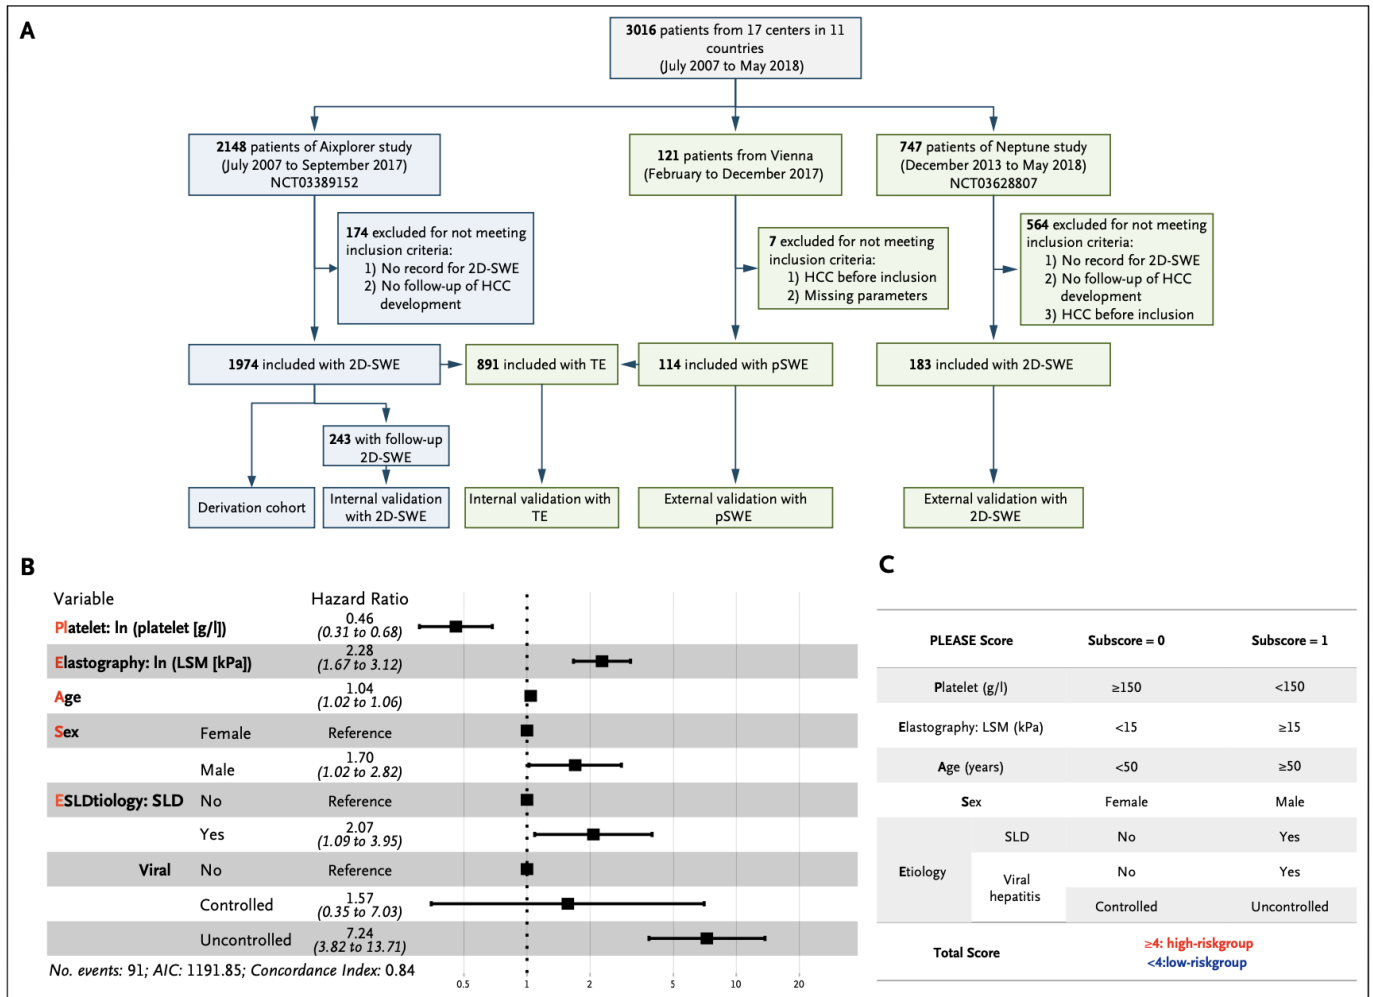 A
3016 patients from 17 centers in 11
countries
(July 2007 to May 2018)
2148 patients of Aixplorer study
(July 2007 to September 2017)
NCT03389152
121 patients from Vienna
(February to December 2017)
747 patients of Neptune study
(December 2013 to May 2018)
NCT03628807
174 excluded for not meeting
inclusion criteria:
1) No record for 2D-SWE
2) No follow-up of HCC
development
7 excluded for not meeting
inclusion criteria:
1) HCC before inclusion
2) Missing parameters
564 excluded for not meeting
inclusion criteria:
1) No record for 2D-SWE
2) No follow-up of HCC
development
3) HCC before inclusion
1974 included with 2D-SWE
891 included with TE
114 included with pSWE
183 included with 2D-SWE
243 with follow-up
2D-SWE
Derivation cohort
Internal validation
with 2D-SWE
Internal validation with
TE
External validation with
pSWE
External validation with
2D-SWE
B
Variable Hazard Ratio
Platelet: ln (platelet [g/l]) 0.46
(0.31 to 0.68)
Elastography: ln (LSM [kPa]) 2.28
(1.67 to 3.12)
Age 1.04
(1.02 to 1.06)
Sex Female Reference
Male 1.70
(1.02 to 2.82)
ESLDtiology: SLD No Reference
Yes 2.07
(1.09 to 3.95)
Viral No Reference
Controlled 1.57
(0.35 to 7.03)
Uncontrolled 7.24
(3.82 to 13.71)
No. events: 91; AIC: 1191.85; Concordance Index: 0.84
0.5 1 2 5 10 20
C
PLEASE Score Subscore = 0 Subscore = 1
Platelet (g/l) ≥150 <150
Elastography: LSM (kPa) <15 ≥15
Age (years) <50 ≥50
Sex Female Male
Etiology SLD No Yes
Viral
hepatitis No Yes
Controlled Uncontrolled
Total Score ≥4: high-riskgroup
<4:low-riskgroup